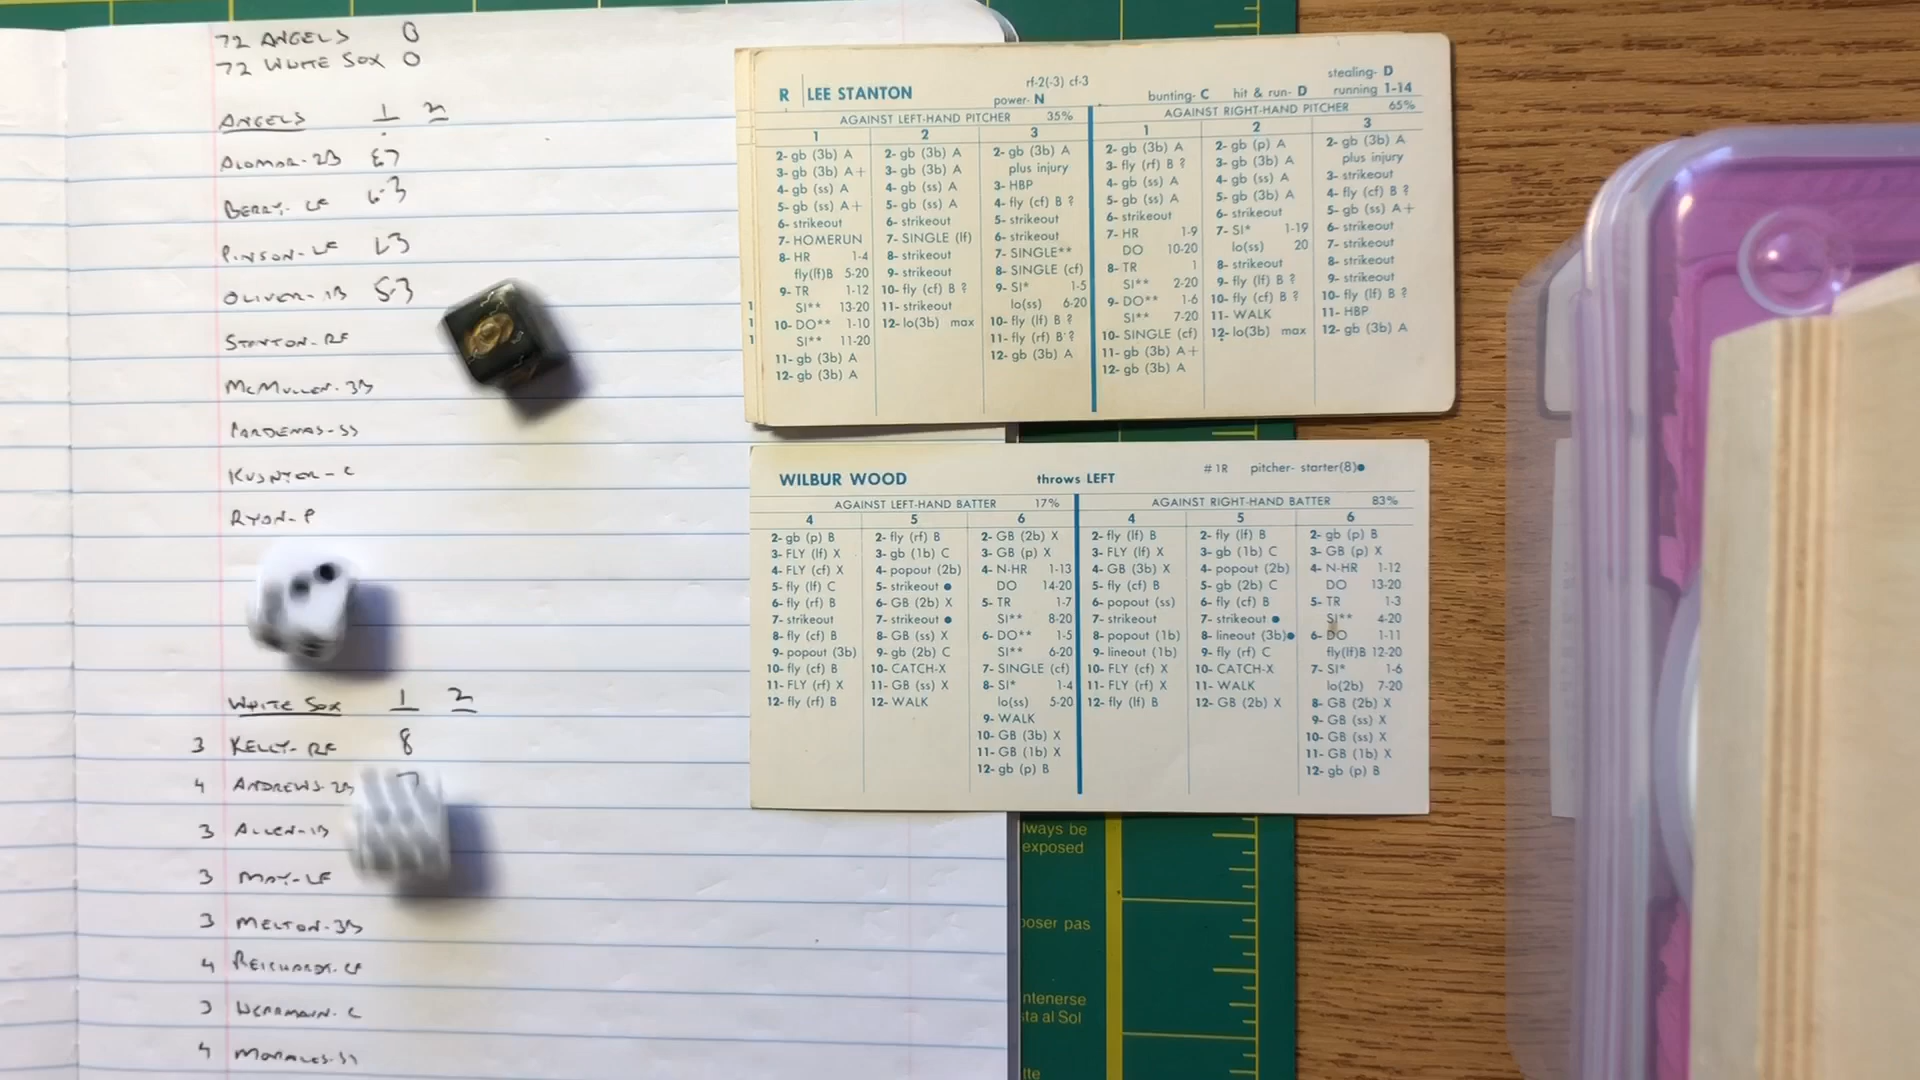 72 ANGELS 0
72 WHITE SOX 0
ANGELS 1 2
ALOMAR-2B E7
BERRY-CF 6-3
PINSON-LF L3
OLIVER-1B 5-3
STANTON-RF
MCMULLEN-3B
CARDENAS-SS
KUSNYER-C
RYAN-P
WHITE SOX 1 2
3 KELLY-RF 8
4 ANDREWS-2B 7
3 ALLEN-1B
3 MAY-LF
3 MELTON-3B
4 REICHARDT-CF
3 HERRMANN-C
4 MORALES-SS
R LEE STANTON
rf-2(-3) cf-3
power- N
bunting- C hit & run- D
stealing- D
running 1-14
AGAINST LEFT-HAND PITCHER 35%
1
2- gb (3b) A
3- gb (3b) A+
4- gb (ss) A
5- gb (ss) A+
6- strikeout
7- HOMERUN
8- HR 1-4
fly(lf)B 5-20
9- TR 1-12
SI** 13-20
10- DO** 1-10
SI** 11-20
11- gb (3b) A
12- gb (3b) A
2
2- gb (3b) A
3- gb (3b) A
4- gb (ss) A
5- gb (ss) A
6- strikeout
7- SINGLE (lf)
8- strikeout
9- strikeout
10- fly (cf) B ?
11- strikeout
12- lo(3b) max
3
2- gb (3b) A
plus injury
3- HBP
4- fly (cf) B ?
5- strikeout
6- strikeout
7- SINGLE**
8- SINGLE (cf)
9- SI* 1-5
lo(ss) 6-20
10- fly (lf) B ?
11- fly (rf) B ?
12- gb (3b) A
AGAINST RIGHT-HAND PITCHER 65%
1
2- gb (3b) A
3- fly (rf) B ?
4- gb (ss) A
5- gb (ss) A
6- strikeout
7- HR 1-9
DO 10-20
8- TR 1
SI** 2-20
9- DO** 1-6
SI** 7-20
10- SINGLE (cf)
11- gb (3b) A+
12- gb (3b) A
2
2- gb (p) A
3- gb (3b) A
4- gb (ss) A
5- gb (3b) A
6- strikeout
7- SI* 1-19
lo(ss) 20
8- strikeout
9- fly (lf) B ?
10- fly (cf) B ?
11- WALK
12- lo(3b) max
3
2- gb (3b) A
plus injury
3- strikeout
4- fly (cf) B ?
5- gb (ss) A+
6- strikeout
7- strikeout
8- strikeout
9- strikeout
10- fly (lf) B ?
11- HBP
12- gb (3b) A
1
1
1
WILBUR WOOD throws LEFT #1R pitcher- starter(8)●
AGAINST LEFT-HAND BATTER 17%
4
2- gb (p) B
3- FLY (lf) X
4- FLY (cf) X
5- fly (lf) C
6- fly (rf) B
7- strikeout
8- fly (cf) B
9- popout (3b)
10- fly (cf) B
11- FLY (rf) X
12- fly (rf) B
5
2- fly (rf) B
3- gb (1b) C
4- popout (2b)
5- strikeout ●
6- GB (2b) X
7- strikeout ●
8- GB (ss) X
9- gb (2b) C
10- CATCH-X
11- GB (ss) X
12- WALK
6
2- GB (2b) X
3- GB (p) X
4- N-HR 1-13
DO 14-20
5- TR 1-7
SI** 8-20
6- DO** 1-5
SI** 6-20
7- SINGLE (cf)
8- SI* 1-4
lo(ss) 5-20
9- WALK
10- GB (3b) X
11- GB (1b) X
12- gb (p) B
AGAINST RIGHT-HAND BATTER 83%
4
2- fly (lf) B
3- FLY (lf) X
4- GB (3b) X
5- fly (cf) B
6- popout (ss)
7- strikeout
8- popout (1b)
9- lineout (1b)
10- FLY (cf) X
11- FLY (rf) X
12- fly (lf) B
5
2- fly (lf) B
3- gb (1b) C
4- popout (2b)
5- gb (2b) C
6- fly (cf) B
7- strikeout ●
8- lineout (3b)●
9- fly (rf) C
10- CATCH-X
11- WALK
12- GB (2b) X
6
2- gb (p) B
3- GB (p) X
4- N-HR 1-12
DO 13-20
5- TR 1-3
SI** 4-20
6- DO 1-11
fly(lf)B 12-20
7- SI* 1-6
lo(2b) 7-20
8- GB (2b) X
9- GB (ss) X
10- GB (ss) X
11- GB (1b) X
12- gb (p) B
lways be
exposed
poser pas
ntenerse
sta al Sol
tte